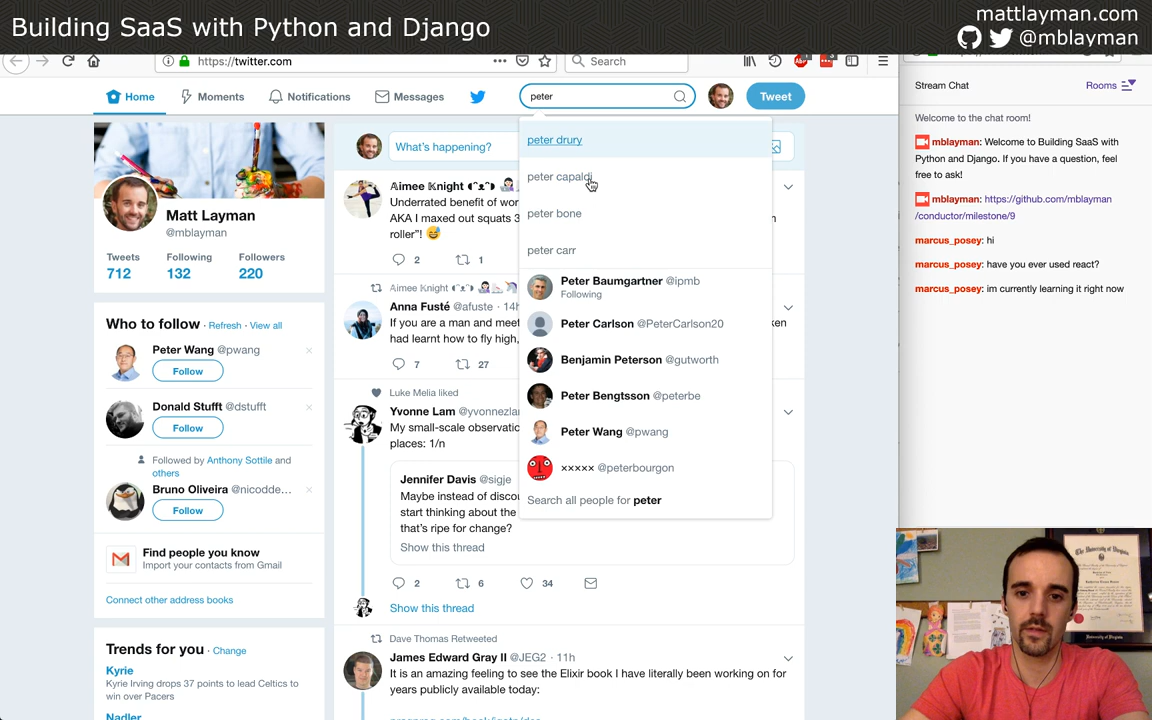 Building SaaS with Python and Django
mattlayman.com
@mblayman
https://twitter.com
Search
Home
Moments
Notifications
Messages
peter
Tweet
What's happening?
peter drury
peter capaldi
peter bone
peter carr
Peter Baumgartner @ipmb
Following
Peter Carlson @PeterCarlson20
Benjamin Peterson @gutworth
Peter Bengtsson @peterbe
Peter Wang @pwang
××××× @peterbourgon
Search all people for peter
Matt Layman
@mblayman
Tweets Following Followers
712 132 220
Who to follow · Refresh · View all
Peter Wang @pwang
Follow
Donald Stufft @dstufft
Follow
Followed by Anthony Sottile and
others
Bruno Oliveira @nicodde...
Follow
Find people you know
Import your contacts from Gmail
Connect other address books
Trends for you · Change
Kyrie
Kyrie Irving drops 37 points to lead Celtics to
win over Pacers
Nadler
Aimee Knight
Underrated benefit of wor
AKA I maxed out squats 3
roller"!
2 1
Aimee Knight
Anna Fusté @afuste · 14h
If you are a man and meet
ken
had learnt how to fly high,
7 27
Luke Melia liked
Yvonne Lam @yvonnezlar
My small-scale observatio
places: 1/n
Jennifer Davis @sigje
Maybe instead of discou
start thinking about the
that's ripe for change?
Show this thread
2 6 34
Show this thread
Dave Thomas Retweeted
James Edward Gray II @JEG2 · 11h
It is an amazing feeling to see the Elixir book I have literally been working on for
years publicly available today:
Stream Chat
Rooms
Welcome to the chat room!
mblayman: Welcome to Building SaaS with
Python and Django. If you have a question, feel
free to ask!
mblayman: https://github.com/mblayman
/conductor/milestone/9
marcus_posey: hi
marcus_posey: have you ever used react?
marcus_posey: im currently learning it right now
The University of Virginia